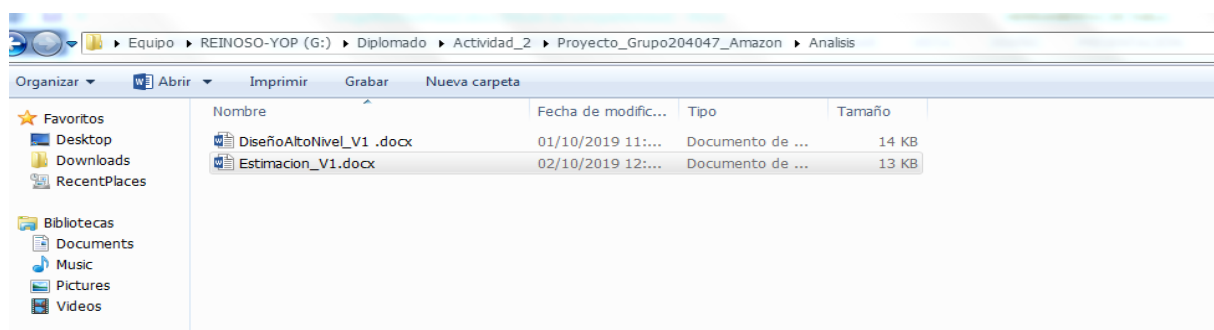 Equipo REINOSO-YOP (G:) Diplomado Actividad_2 Proyecto_Grupo204047_Amazon Analisis
Organizar Abrir Imprimir Grabar Nueva carpeta
Favoritos
Desktop
Downloads
RecentPlaces
Bibliotecas
Documents
Music
Pictures
Videos
Nombre Fecha de modific... Tipo Tamaño
DiseñoAltoNivel_V1 .docx 01/10/2019 11:... Documento de ... 14 KB
Estimacion_V1.docx 02/10/2019 12:... Documento de ... 13 KB